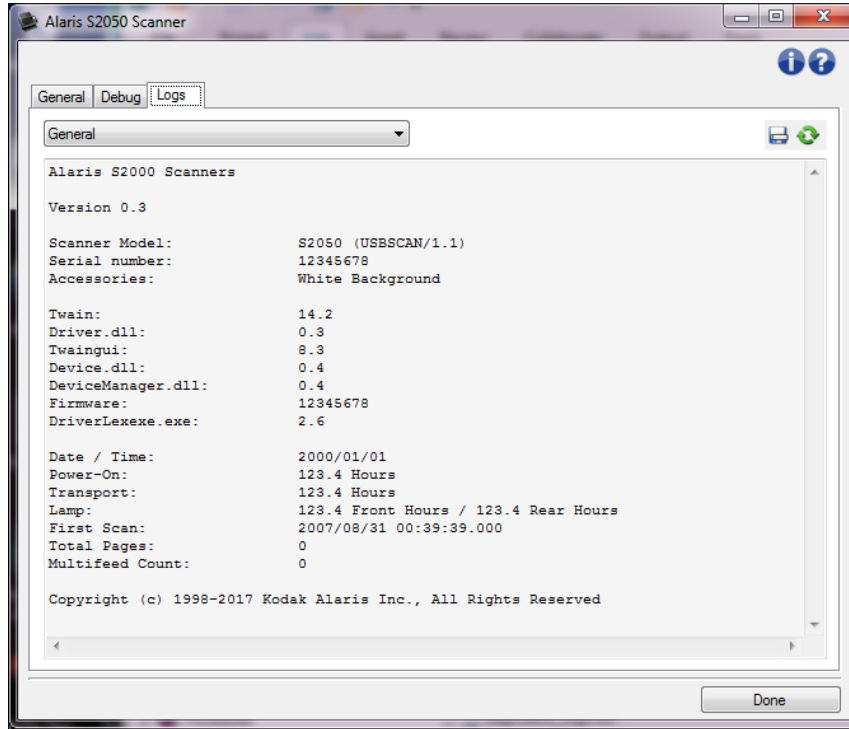 Alaris S2050 Scanner
General Debug Logs
General
Alaris S2000 Scanners
Version 0.3
Scanner Model: S2050 (USBSCAN/1.1)
Serial number: 12345678
Accessories: White Background
Twain: 14.2
Driver.dll: 0.3
Twaingui: 8.3
Device.dll: 0.4
DeviceManager.dll: 0.4
Firmware: 12345678
DriverLexexe.exe: 2.6
Date / Time: 2000/01/01
Power-On: 123.4 Hours
Transport: 123.4 Hours
Lamp: 123.4 Front Hours / 123.4 Rear Hours
First Scan: 2007/08/31 00:39:39.000
Total Pages: 0
Multifeed Count: 0
Copyright (c) 1998-2017 Kodak Alaris Inc., All Rights Reserved
Done